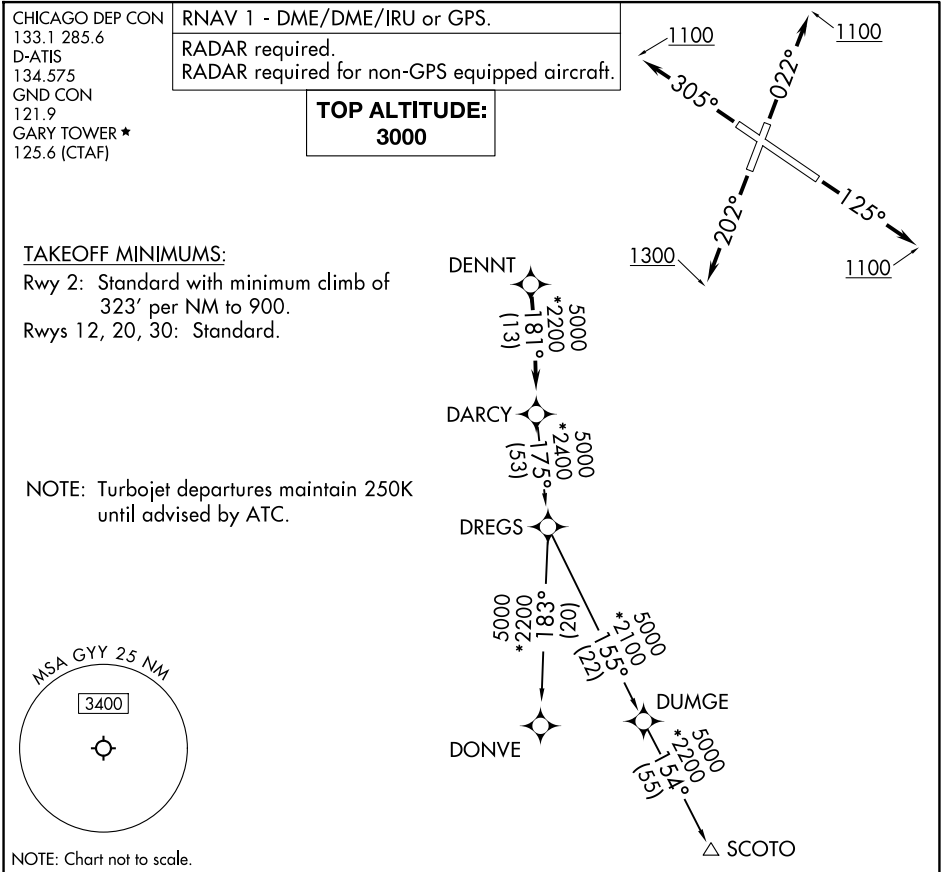 CHICAGO DEP CON
133.1 285.6
D-ATIS
134.575
GND CON
121.9
GARY TOWER ★
125.6 (CTAF)
RNAV 1 - DME/DME/IRU or GPS.
RADAR required.
RADAR required for non-GPS equipped aircraft.
TOP ALTITUDE:
3000
1100
1100
305°
022°
202°
125°
1300
1100
TAKEOFF MINIMUMS:
Rwy 2: Standard with minimum climb of
323' per NM to 900.
Rwys 12, 20, 30: Standard.
DENNT
5000
*2200
181°
(13)
DARCY
5000
*2400
175°
(53)
NOTE: Turbojet departures maintain 250K
until advised by ATC.
DREGS
5000
*2200
183°
(20)
5000
*2100
155°
(22)
DUMGE
DONVE
5000
*2200
154°
(55)
SCOTO
MSA GYY 25 NM
3400
NOTE: Chart not to scale.